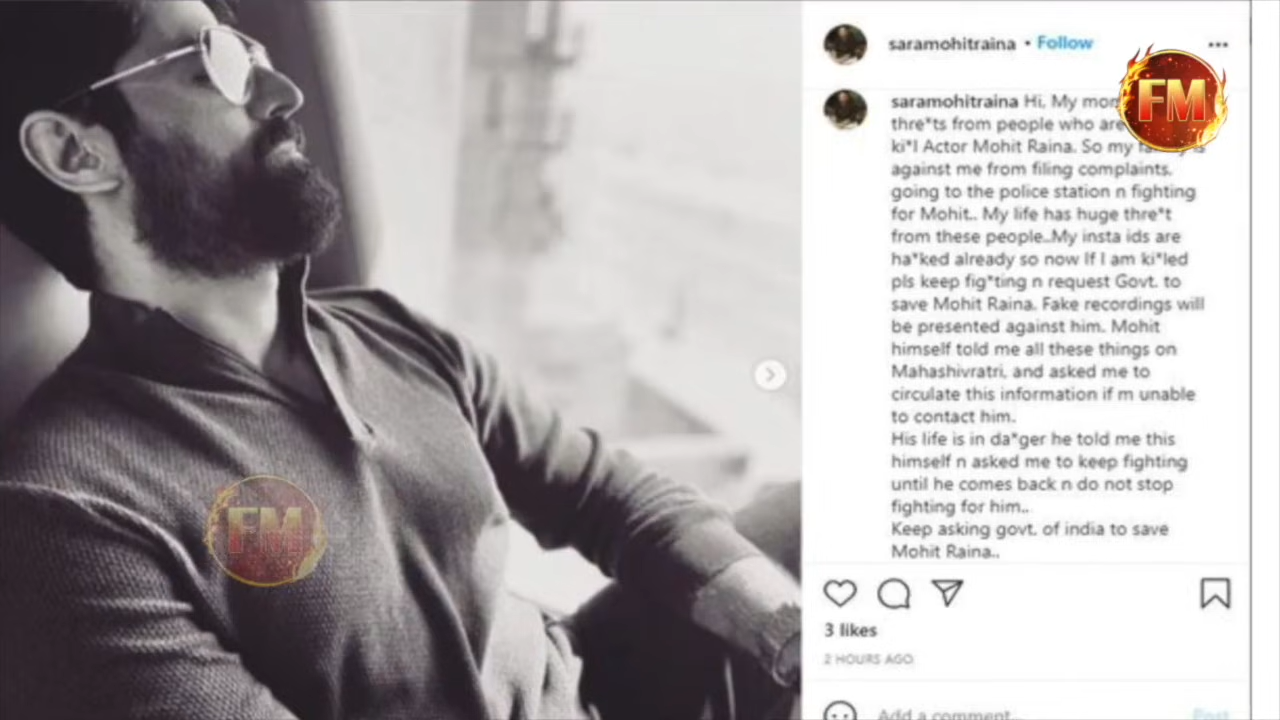 saramohitraina • Follow
FM
saramohitraina Hi, My
thre*ts from people who are
ki*l Actor Mohit Raina. So my
against me from filing complaints,
going to the police station n fighting
for Mohit.. My life has huge thre*t
from these people..My insta ids are
ha*ked already so now If I am ki*led
pls keep fig*ting n request Govt. to
save Mohit Raina. Fake recordings will
be presented against him. Mohit
himself told me all these things on
Mahashivratri, and asked me to
circulate this information if m unable
to contact him.
His life is in da*ger he told me this
himself n asked me to keep fighting
until he comes back n do not stop
fighting for him..
Keep asking govt. of india to save
Mohit Raina..
FM
3 likes
2 HOURS AGO
Add a comment...
Post